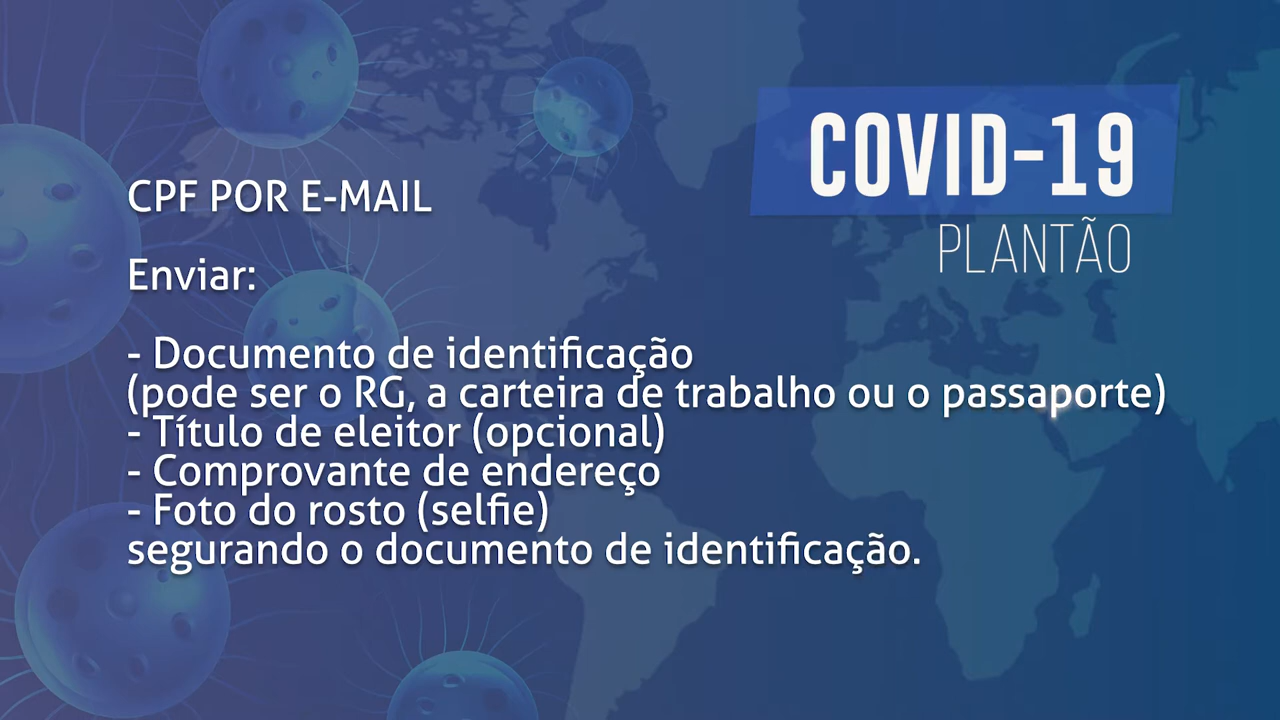 COVID-19
PLANTÃO
CPF POR E-MAIL
Enviar:
- Documento de identificação
(pode ser o RG, a carteira de trabalho ou o passaporte)
- Título de eleitor (opcional)
- Comprovante de endereço
- Foto do rosto (selfie)
segurando o documento de identificação.